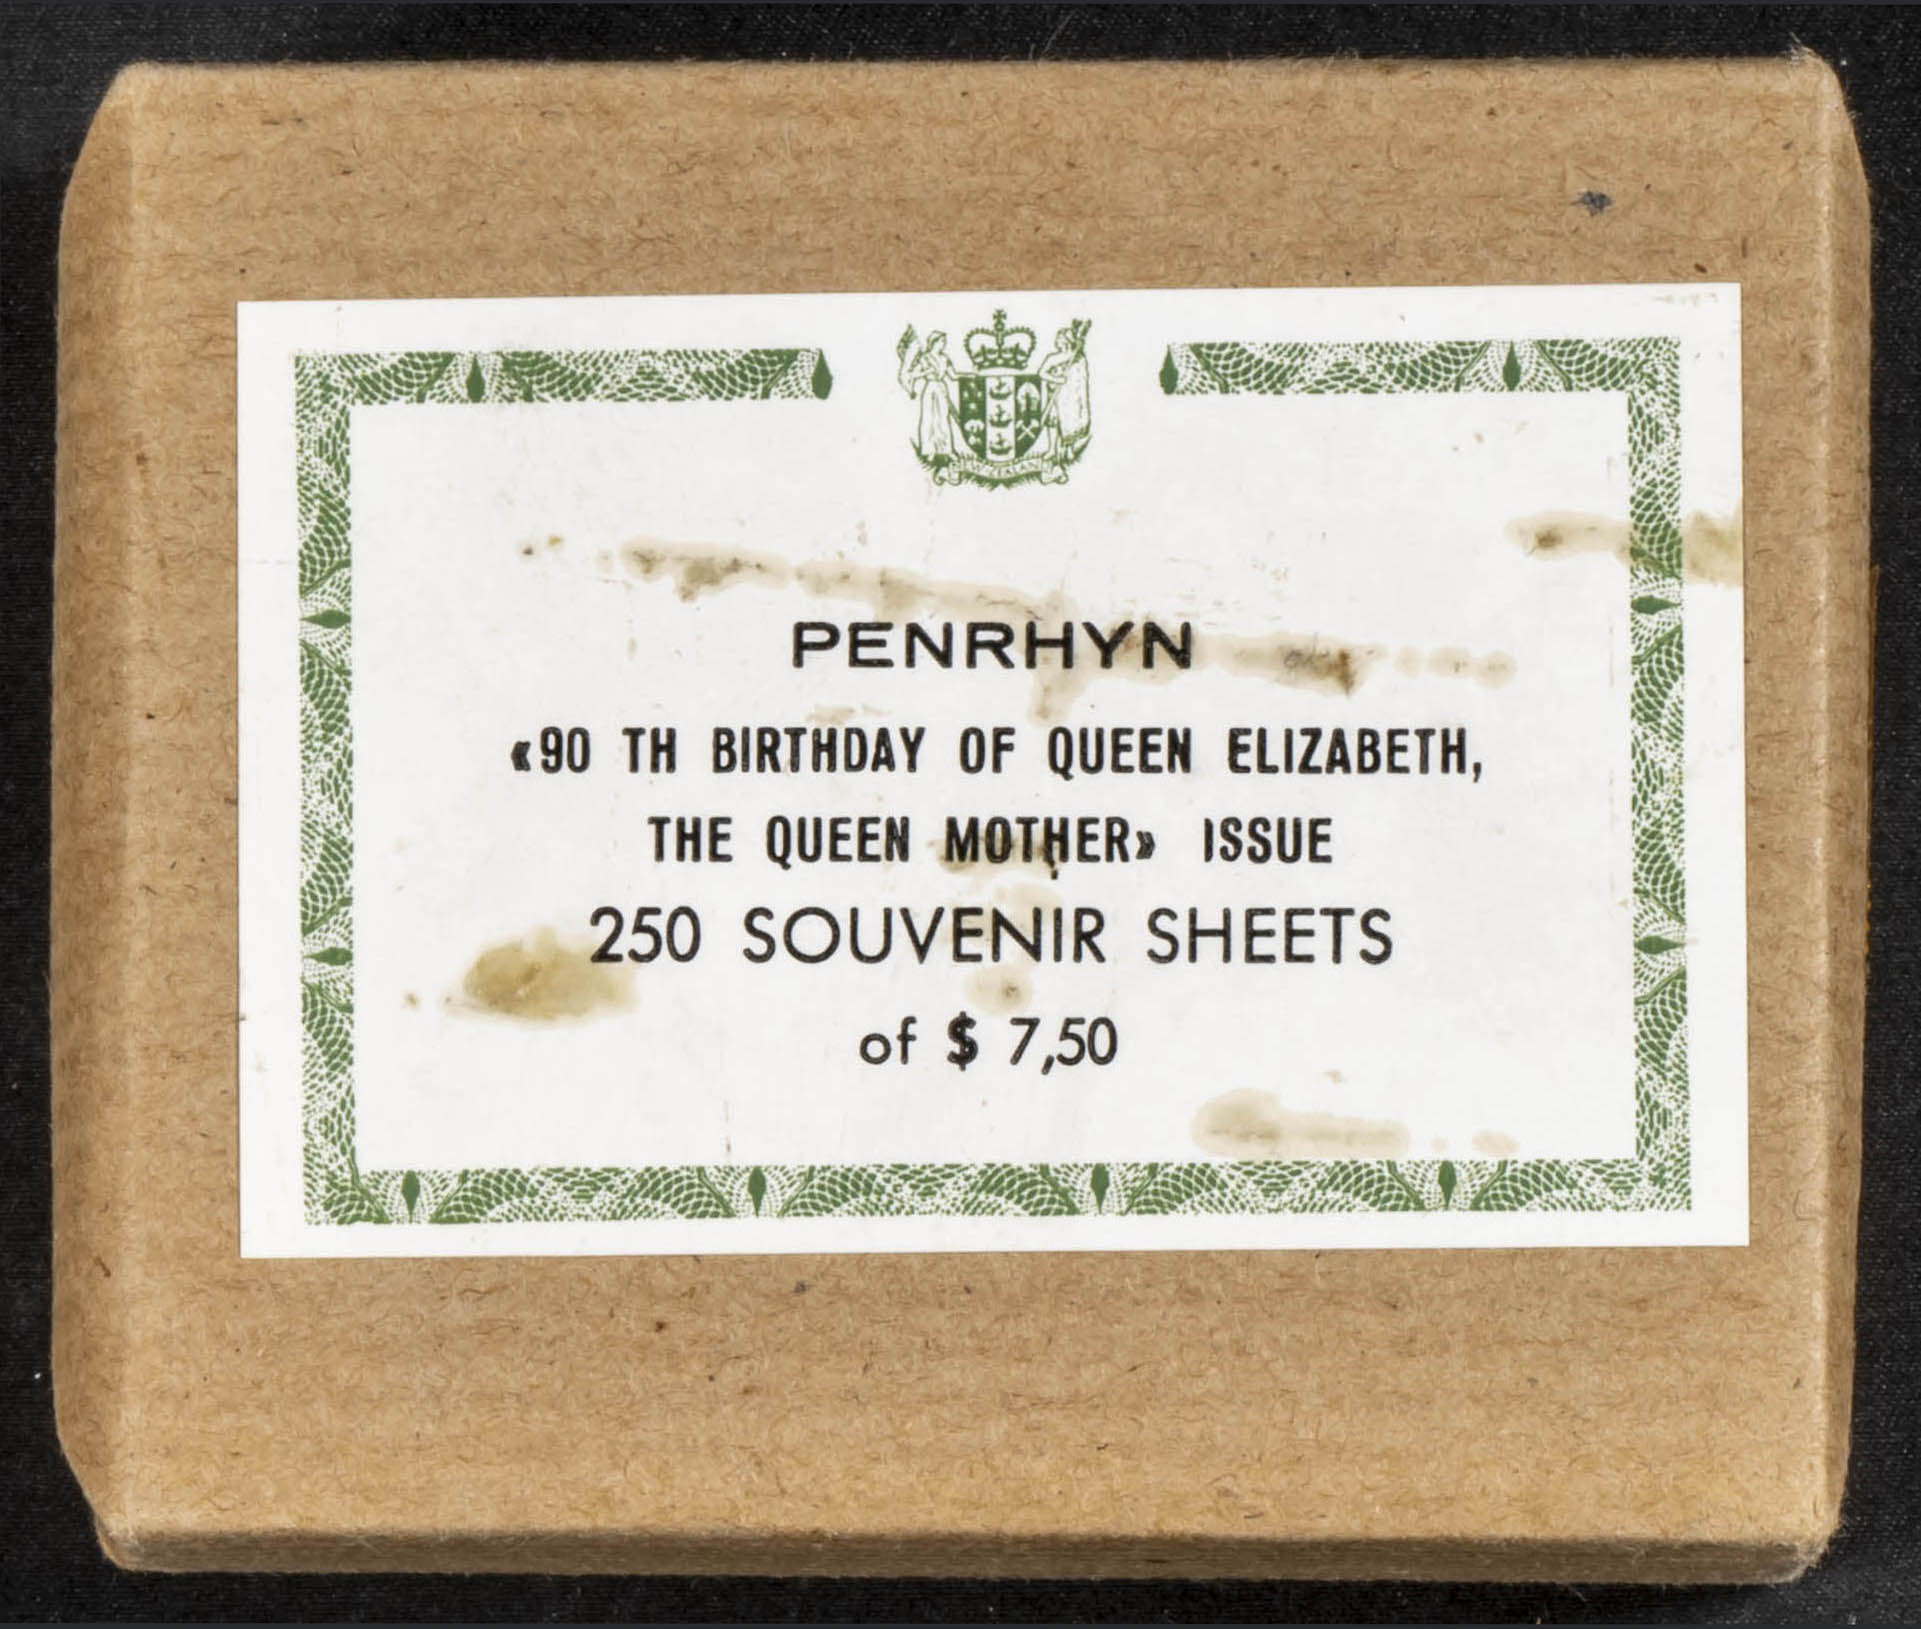 PENRHYN
«90 TH BIRTHDAY OF QUEEN ELIZABETH,
THE QUEEN MOTHER» ISSUE
250 SOUVENIR SHEETS
of $ 7,50